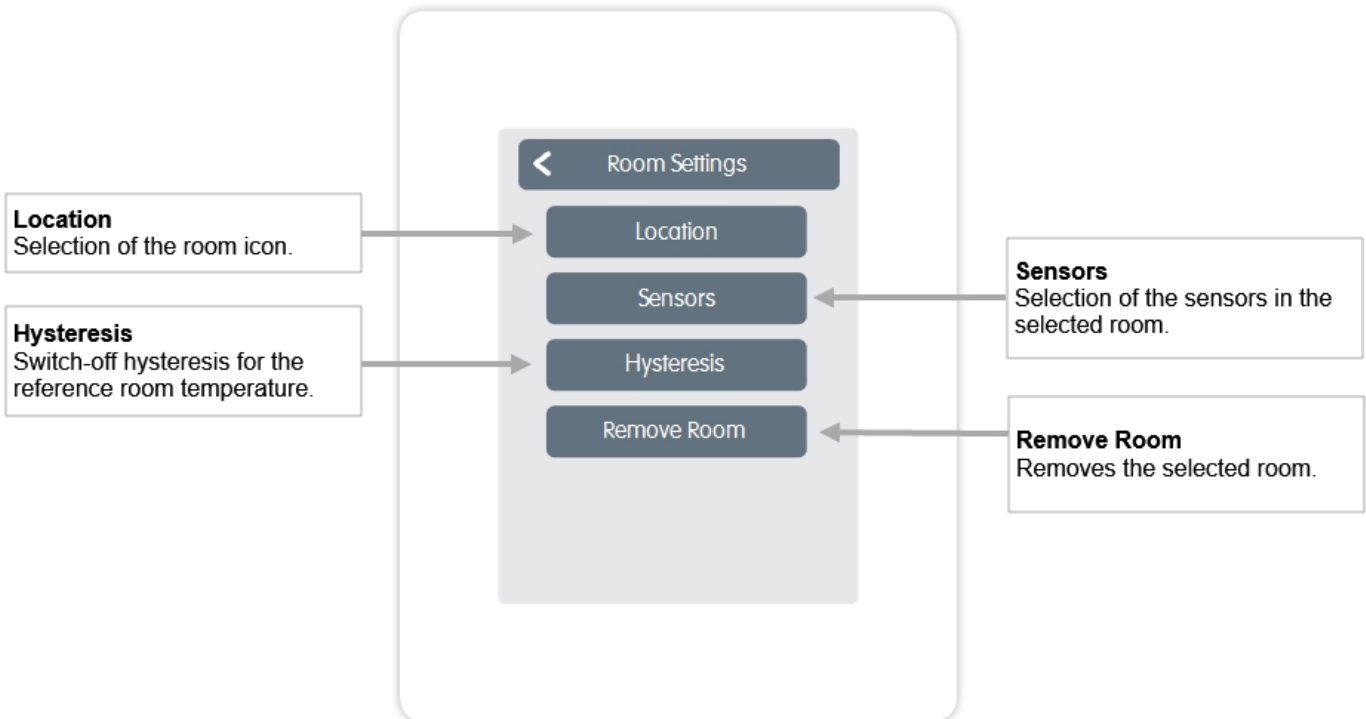 Room Settings
Location
Sensors
Hysteresis
Remove Room
Location
Selection of the room icon.
Hysteresis
Switch-off hysteresis for the
reference room temperature.
Sensors
Selection of the sensors in the
selected room.
Remove Room
Removes the selected room.